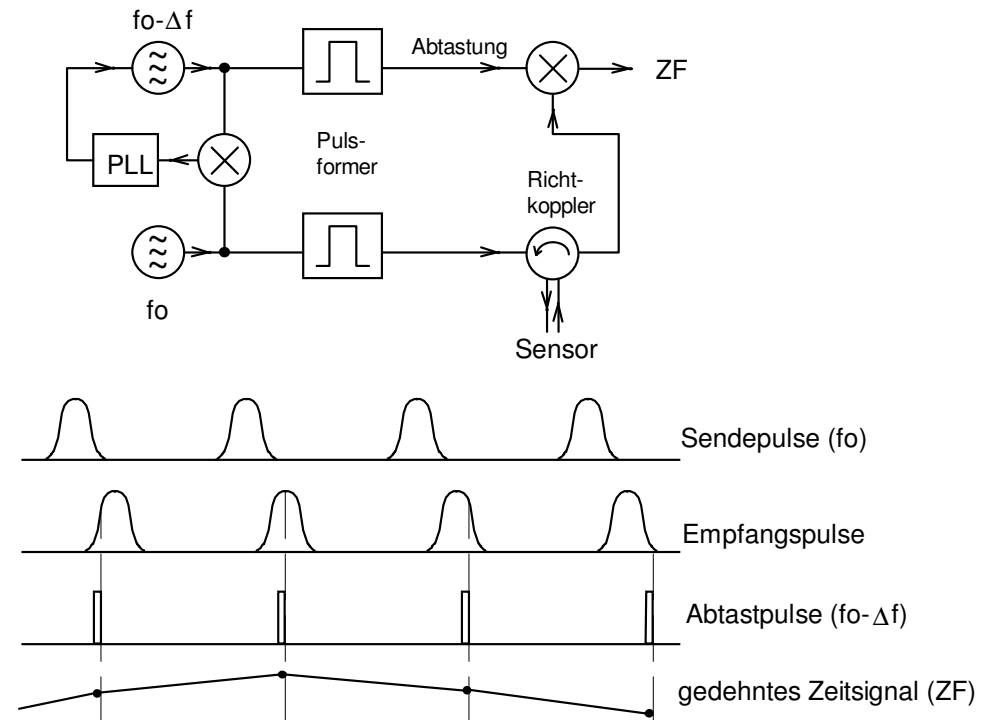 fo-Δf
Abtastung
ZF
Puls-
former
PLL
Richt-
koppler
fo
Sensor
Sendepulse (fo)
Empfangspulse
Abtastpulse (fo-Δf)
gedehntes Zeitsignal (ZF)